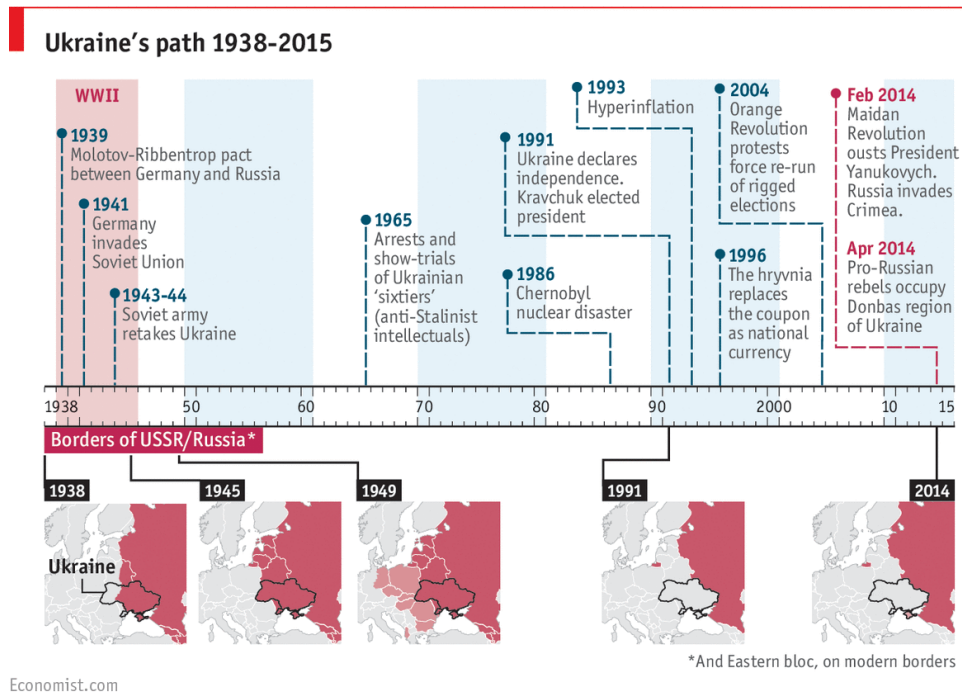 Ukraine's path 1938-2015
WWII
1939
Molotov-Ribbentrop pact
between Germany and Russia
1941
Germany
invades
Soviet Union
1943-44
Soviet army
retakes Ukraine
1965
Arrests and
show-trials
of Ukrainian
‘sixtiers’
(anti-Stalinist
intellectuals)
1991
Ukraine declares
independence.
Kravchuk elected
president
1986
Chernobyl
nuclear disaster
1993
Hyperinflation
2004
Orange
Revolution
protests
force re-run
of rigged
elections
1996
The hryvnia
replaces
the coupon
as national
currency
Feb 2014
Maidan
Revolution
ousts President
Yanukovych.
Russia invades
Crimea.
Apr 2014
Pro-Russian
rebels occupy
Donbas region
of Ukraine
1938 50 60 70 80 90 2000 10 15
Borders of USSR/Russia*
1938 1945 1949 1991 2014
Ukraine
*And Eastern bloc, on modern borders
Economist.com